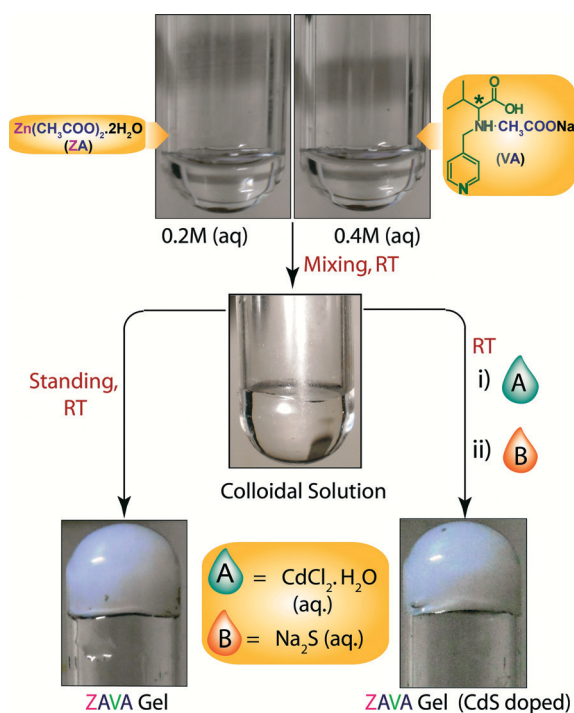 Zn(CH₃COO)₂.2H₂O
(ZA)
O
*
OH
NH·CH₃COONa
(VA)
N
0.2M (aq)
0.4M (aq)
Mixing, RT
Standing,
RT
RT
i) A
ii) B
Colloidal Solution
A = CdCl₂.H₂O
(aq.)
B = Na₂S (aq.)
ZAVA Gel
ZAVA Gel (CdS doped)